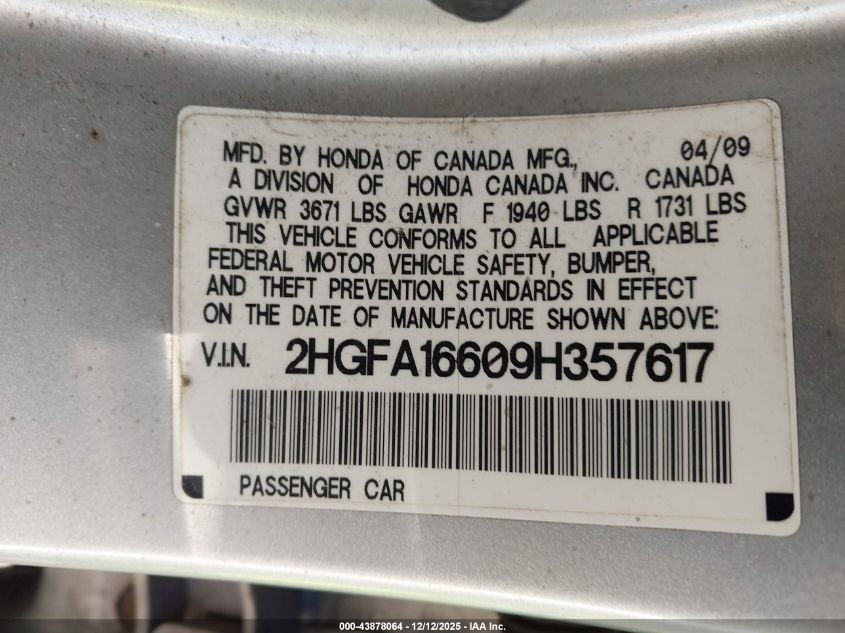 MFD. BY HONDA OF CANADA MFG., 04/09
A DIVISION OF HONDA CANADA INC. CANADA
GVWR 3671 LBS GAWR F 1940 LBS R 1731 LBS
THIS VEHICLE CONFORMS TO ALL APPLICABLE
FEDERAL MOTOR VEHICLE SAFETY, BUMPER,
AND THEFT PREVENTION STANDARDS IN EFFECT
ON THE DATE OF MANUFACTURE SHOWN ABOVE:
V.I.N. 2HGFA16609H357617
PASSENGER CAR
000-43878064 - 12/12/2025 - IAA Inc.